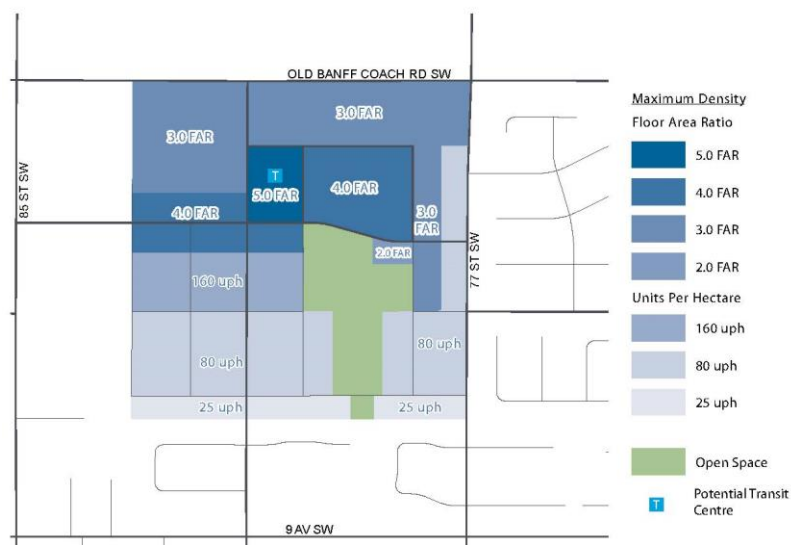 OLD BANFF COACH RD SW
3.0 FAR
3.0 FAR
T
5.0 FAR
4.0 FAR
4.0 FAR
3.0
FAR
2.0 FAR
85 ST SW
77 ST SW
160 uph
80 uph
80 uph
25 uph
25 uph
9 AV SW
Maximum Density
Floor Area Ratio
5.0 FAR
4.0 FAR
3.0 FAR
2.0 FAR
Units Per Hectare
160 uph
80 uph
25 uph
Open Space
T
Potential Transit
Centre